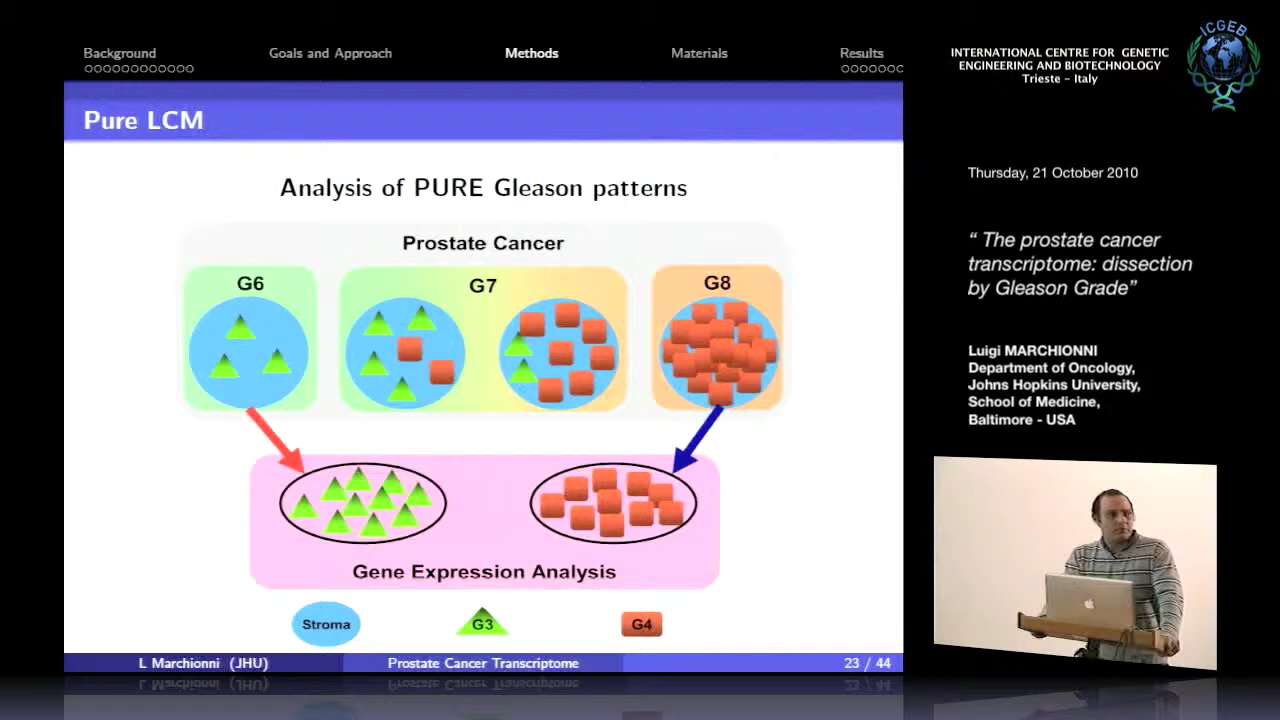 Background Goals and Approach Methods Materials Results
Pure LCM
Analysis of PURE Gleason patterns
Prostate Cancer
G6 G7 G8
Gene Expression Analysis
Stroma G3 G4
L Marchionni (JHU) Prostate Cancer Transcriptome 23 / 44
INTERNATIONAL CENTRE FOR GENETIC
ENGINEERING AND BIOTECHNOLOGY
Trieste - Italy
ICGEB
Thursday, 21 October 2010
“ The prostate cancer
transcriptome: dissection
by Gleason Grade”
Luigi MARCHIONNI
Department of Oncology,
Johns Hopkins University,
School of Medicine,
Baltimore - USA